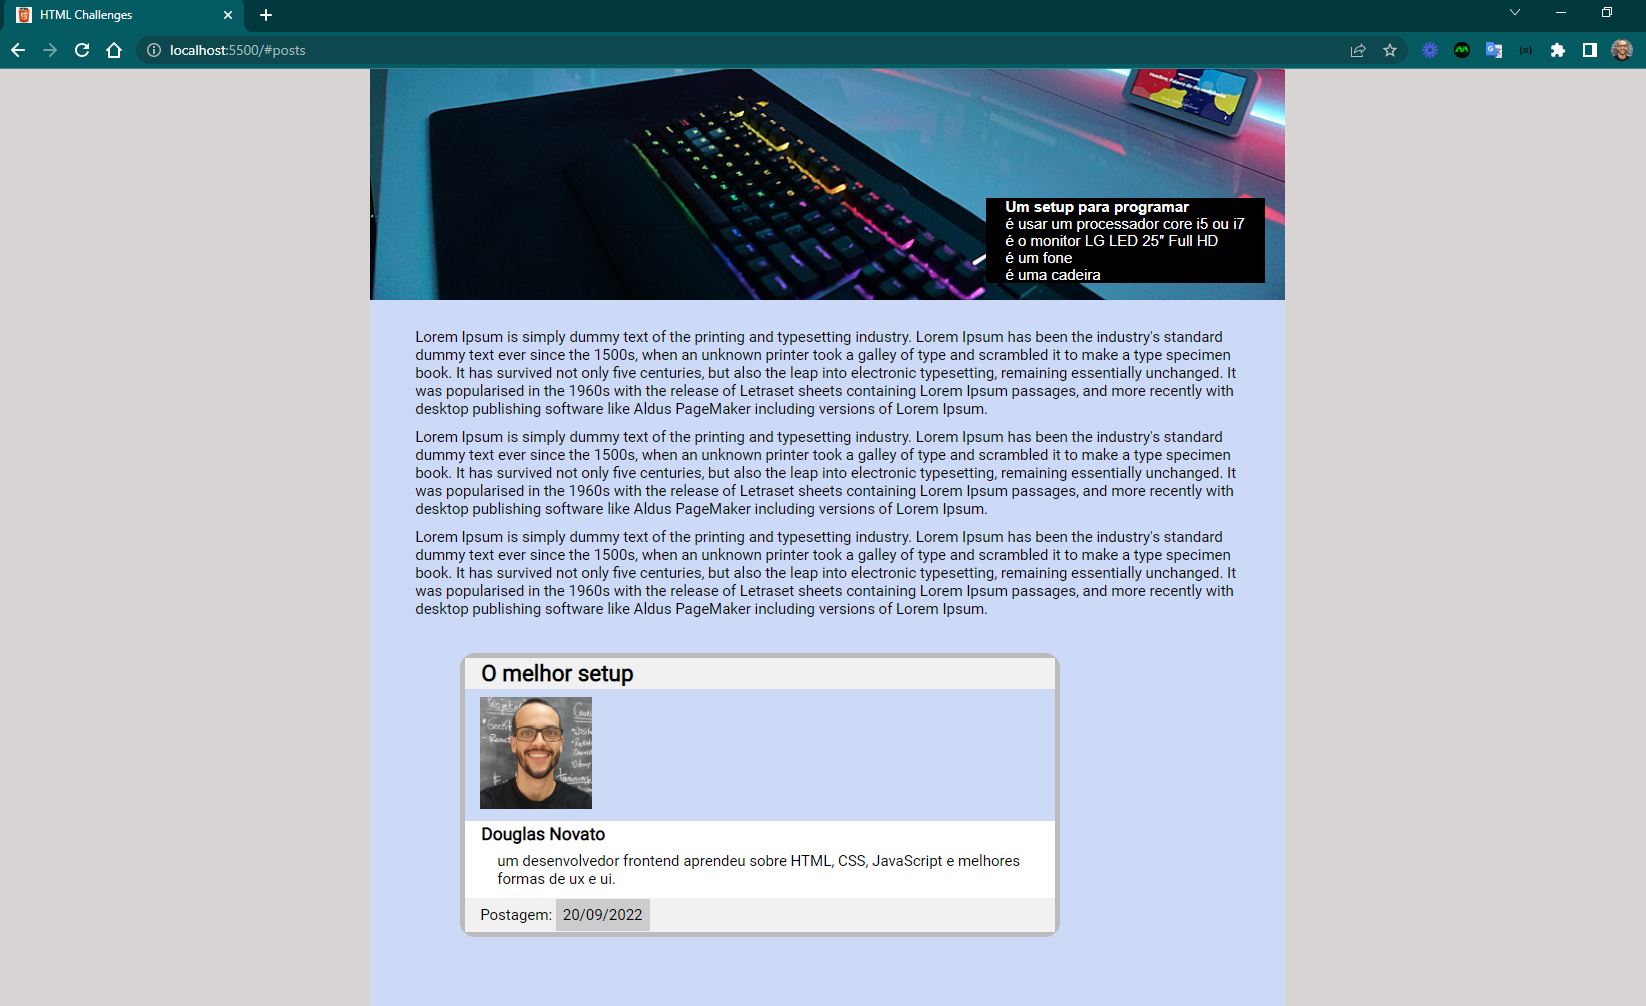 HTML Challenges
localhost:5500/#posts
Um setup para programar
é usar um processador core i5 ou i7
é o monitor LG LED 25" Full HD
é um fone
é uma cadeira
Lorem Ipsum is simply dummy text of the printing and typesetting industry. Lorem Ipsum has been the industry's standard
dummy text ever since the 1500s, when an unknown printer took a galley of type and scrambled it to make a type specimen
book. It has survived not only five centuries, but also the leap into electronic typesetting, remaining essentially unchanged. It
was popularised in the 1960s with the release of Letraset sheets containing Lorem Ipsum passages, and more recently with
desktop publishing software like Aldus PageMaker including versions of Lorem Ipsum.
Lorem Ipsum is simply dummy text of the printing and typesetting industry. Lorem Ipsum has been the industry's standard
dummy text ever since the 1500s, when an unknown printer took a galley of type and scrambled it to make a type specimen
book. It has survived not only five centuries, but also the leap into electronic typesetting, remaining essentially unchanged. It
was popularised in the 1960s with the release of Letraset sheets containing Lorem Ipsum passages, and more recently with
desktop publishing software like Aldus PageMaker including versions of Lorem Ipsum.
Lorem Ipsum is simply dummy text of the printing and typesetting industry. Lorem Ipsum has been the industry's standard
dummy text ever since the 1500s, when an unknown printer took a galley of type and scrambled it to make a type specimen
book. It has survived not only five centuries, but also the leap into electronic typesetting, remaining essentially unchanged. It
was popularised in the 1960s with the release of Letraset sheets containing Lorem Ipsum passages, and more recently with
desktop publishing software like Aldus PageMaker including versions of Lorem Ipsum.
O melhor setup
Douglas Novato
um desenvolvedor frontend aprendeu sobre HTML, CSS, JavaScript e melhores
formas de ux e ui.
Postagem: 20/09/2022